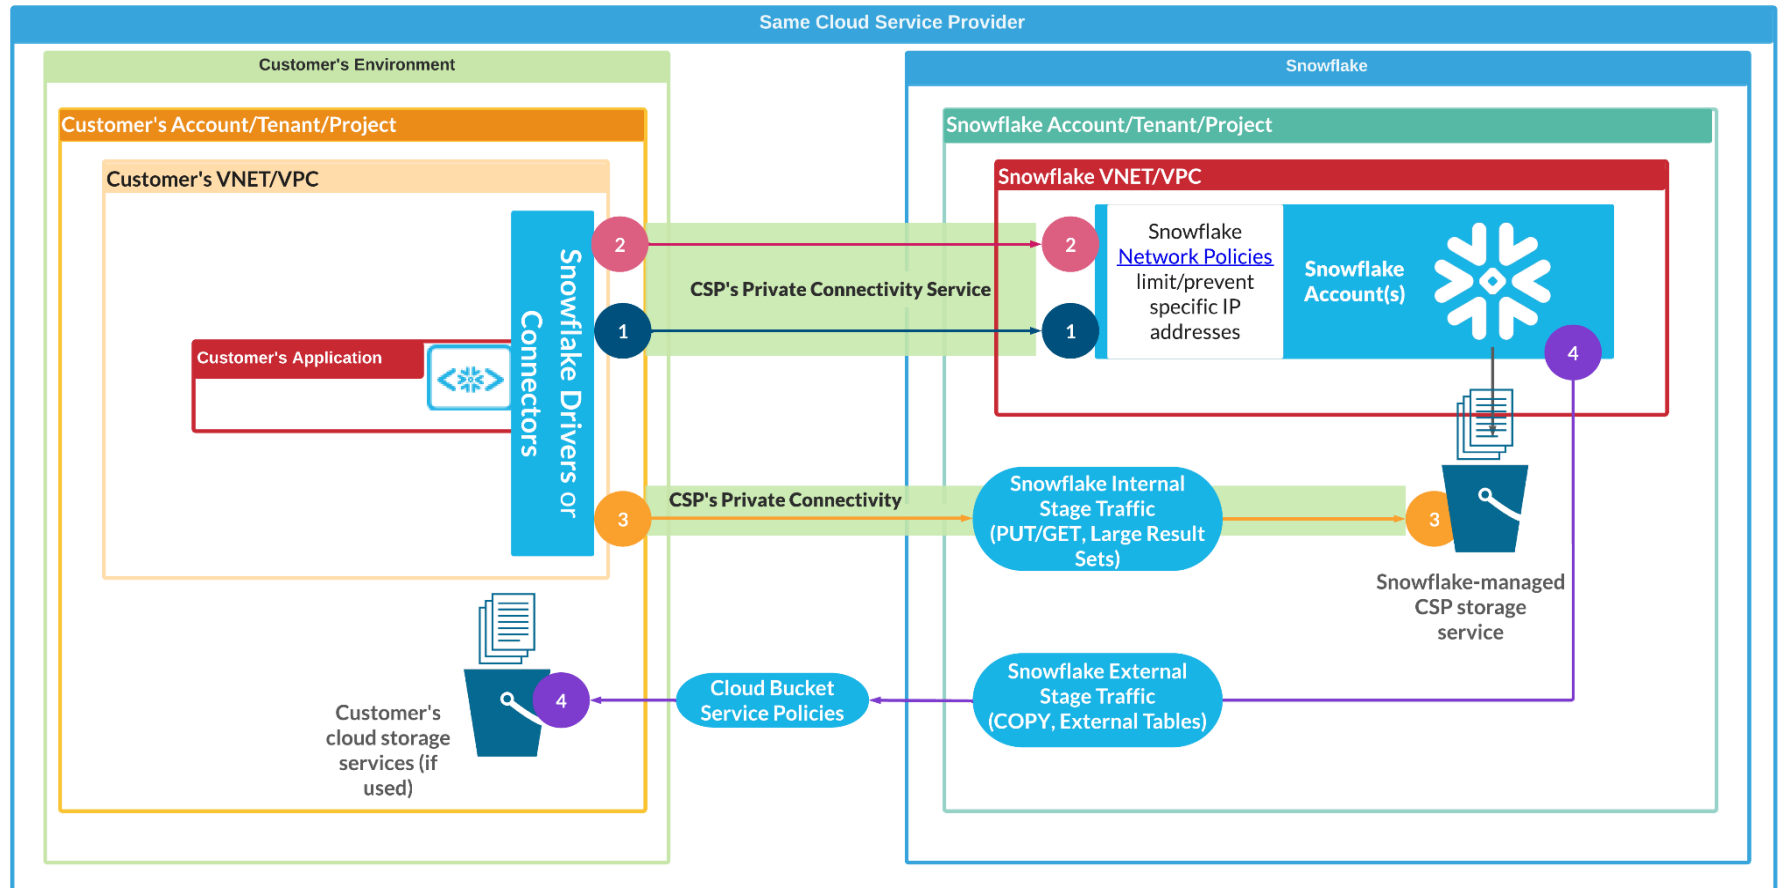 Same Cloud Service Provider
Customer's Environment
Snowflake
Customer's Account/Tenant/Project
Snowflake Account/Tenant/Project
Customer's VNET/VPC
Snowflake VNET/VPC
Snowflake Drivers or
Connectors
Customer's Application
2
2
CSP's Private Connectivity Service
1
1
Snowflake
Network Policies
limit/prevent
specific IP
addresses
Snowflake
Account(s)
4
3
CSP's Private Connectivity
Snowflake Internal
Stage Traffic
(PUT/GET, Large Result
Sets)
3
Snowflake-managed
CSP storage
service
4
Cloud Bucket
Service Policies
Snowflake External
Stage Traffic
(COPY, External Tables)
Customer's
cloud storage
services (if
used)